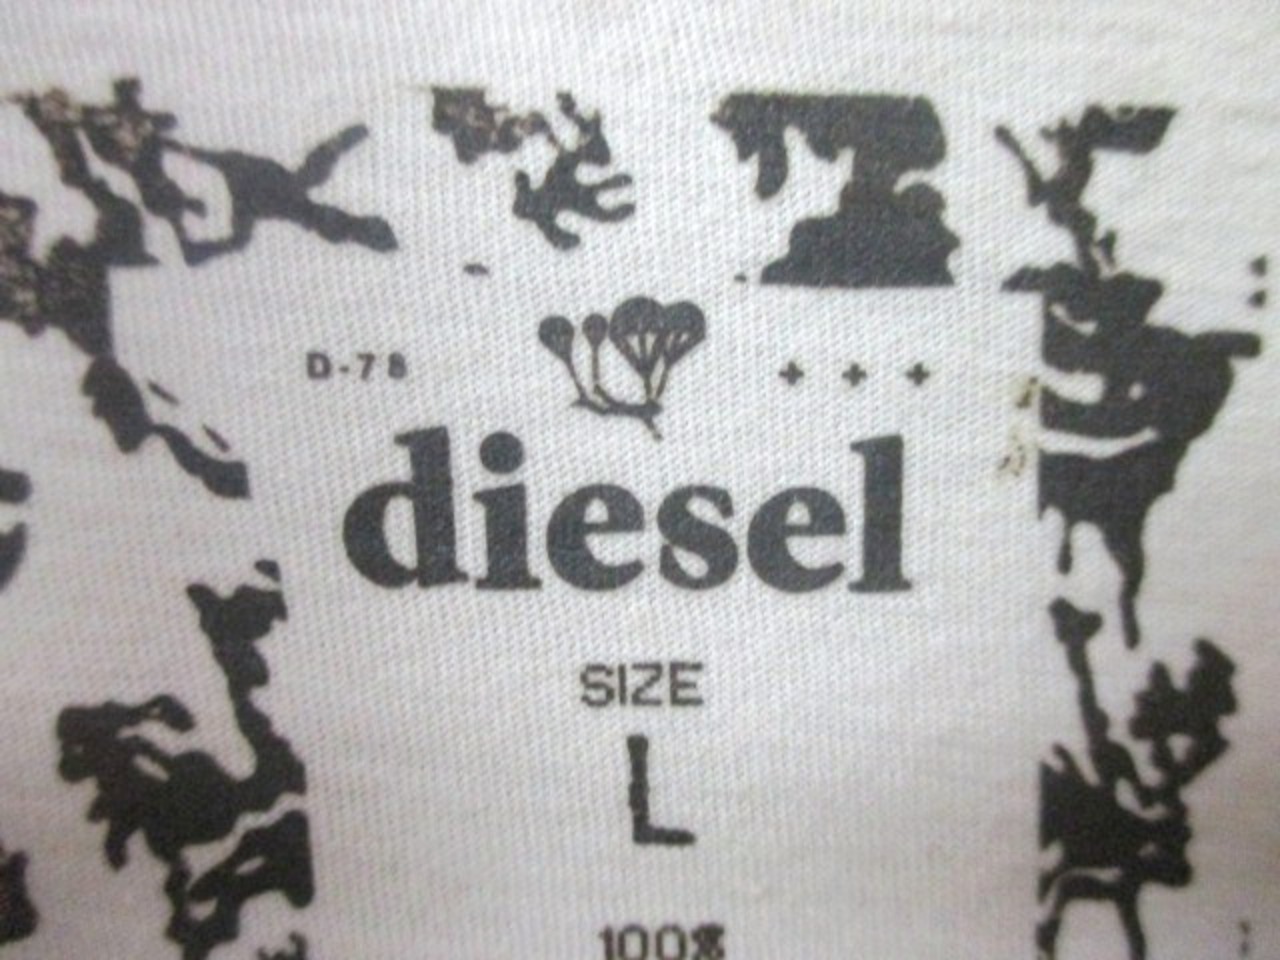 D-78 +++
diesel
SIZE
L
100%